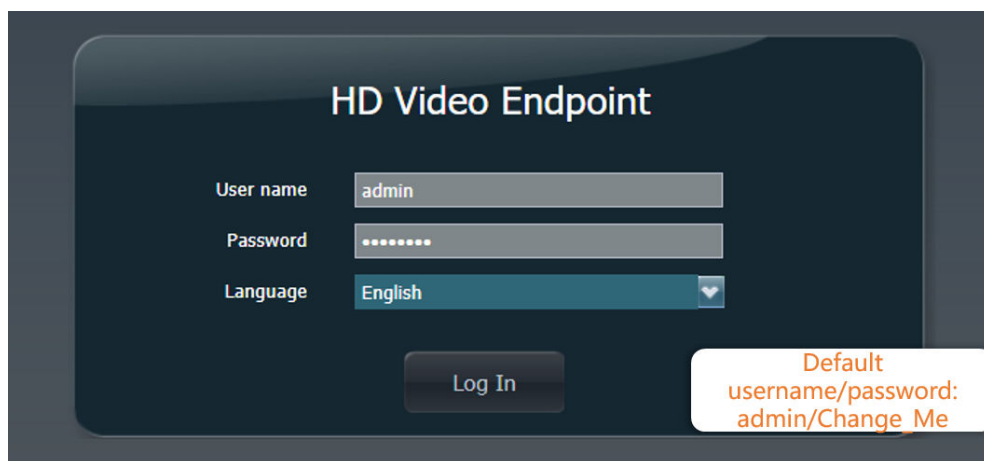 HD Video Endpoint
User name admin
Password ••••••••
Language English
Log In
Default
username/password:
admin/Change_Me